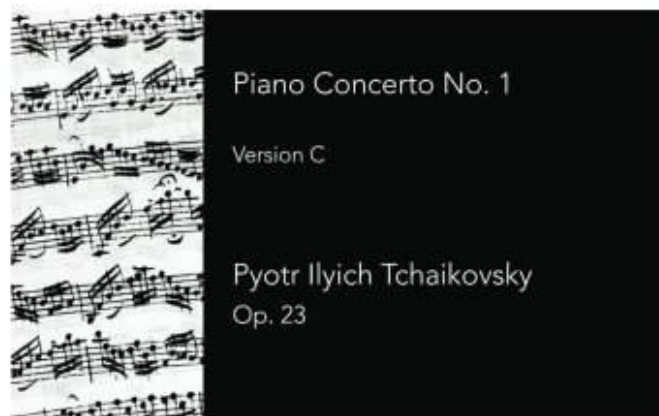 Piano Concerto No. 1
Version C
Pyotr Ilyich Tchaikovsky
Op. 23